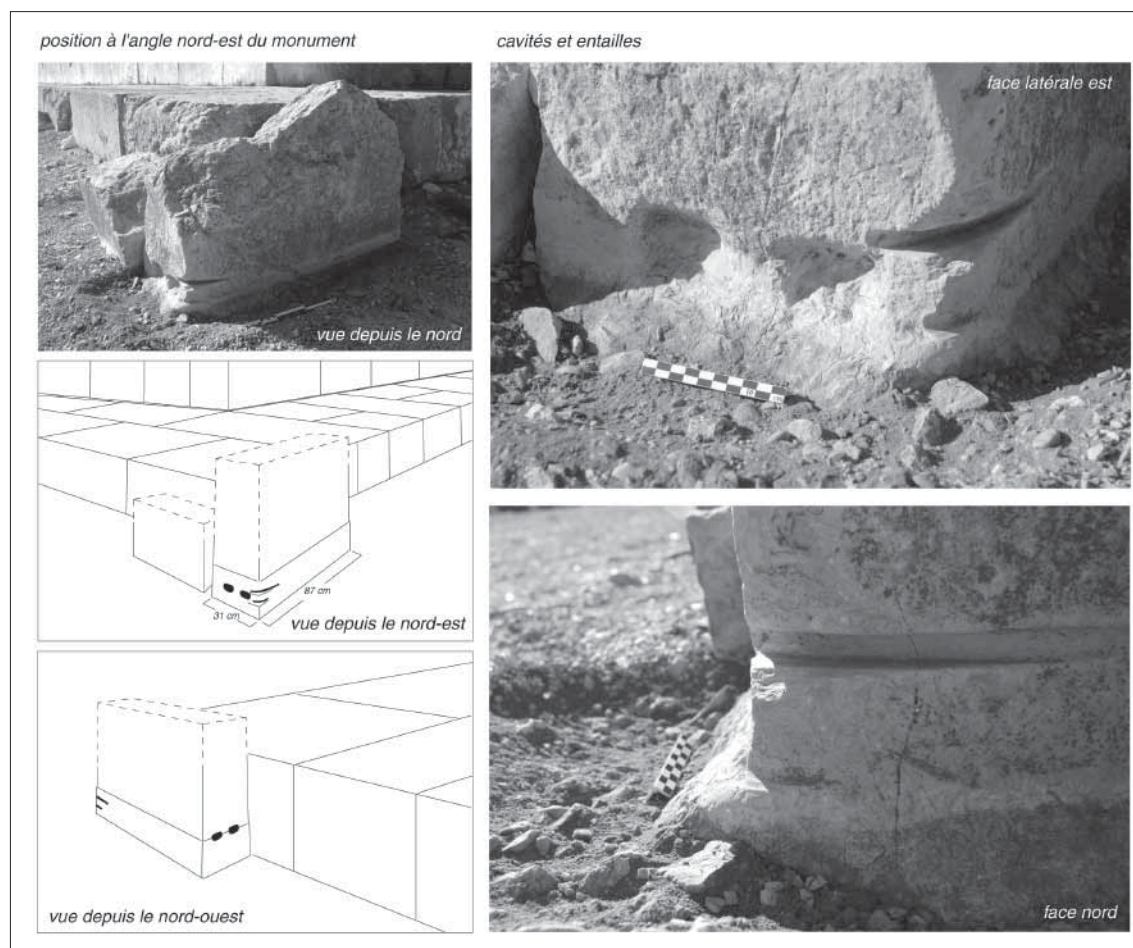 position à l'angle nord-est du monument
vue depuis le nord
31 cm
87 cm
vue depuis le nord-est
vue depuis le nord-ouest
cavités et entailles
face latérale est
10
face nord